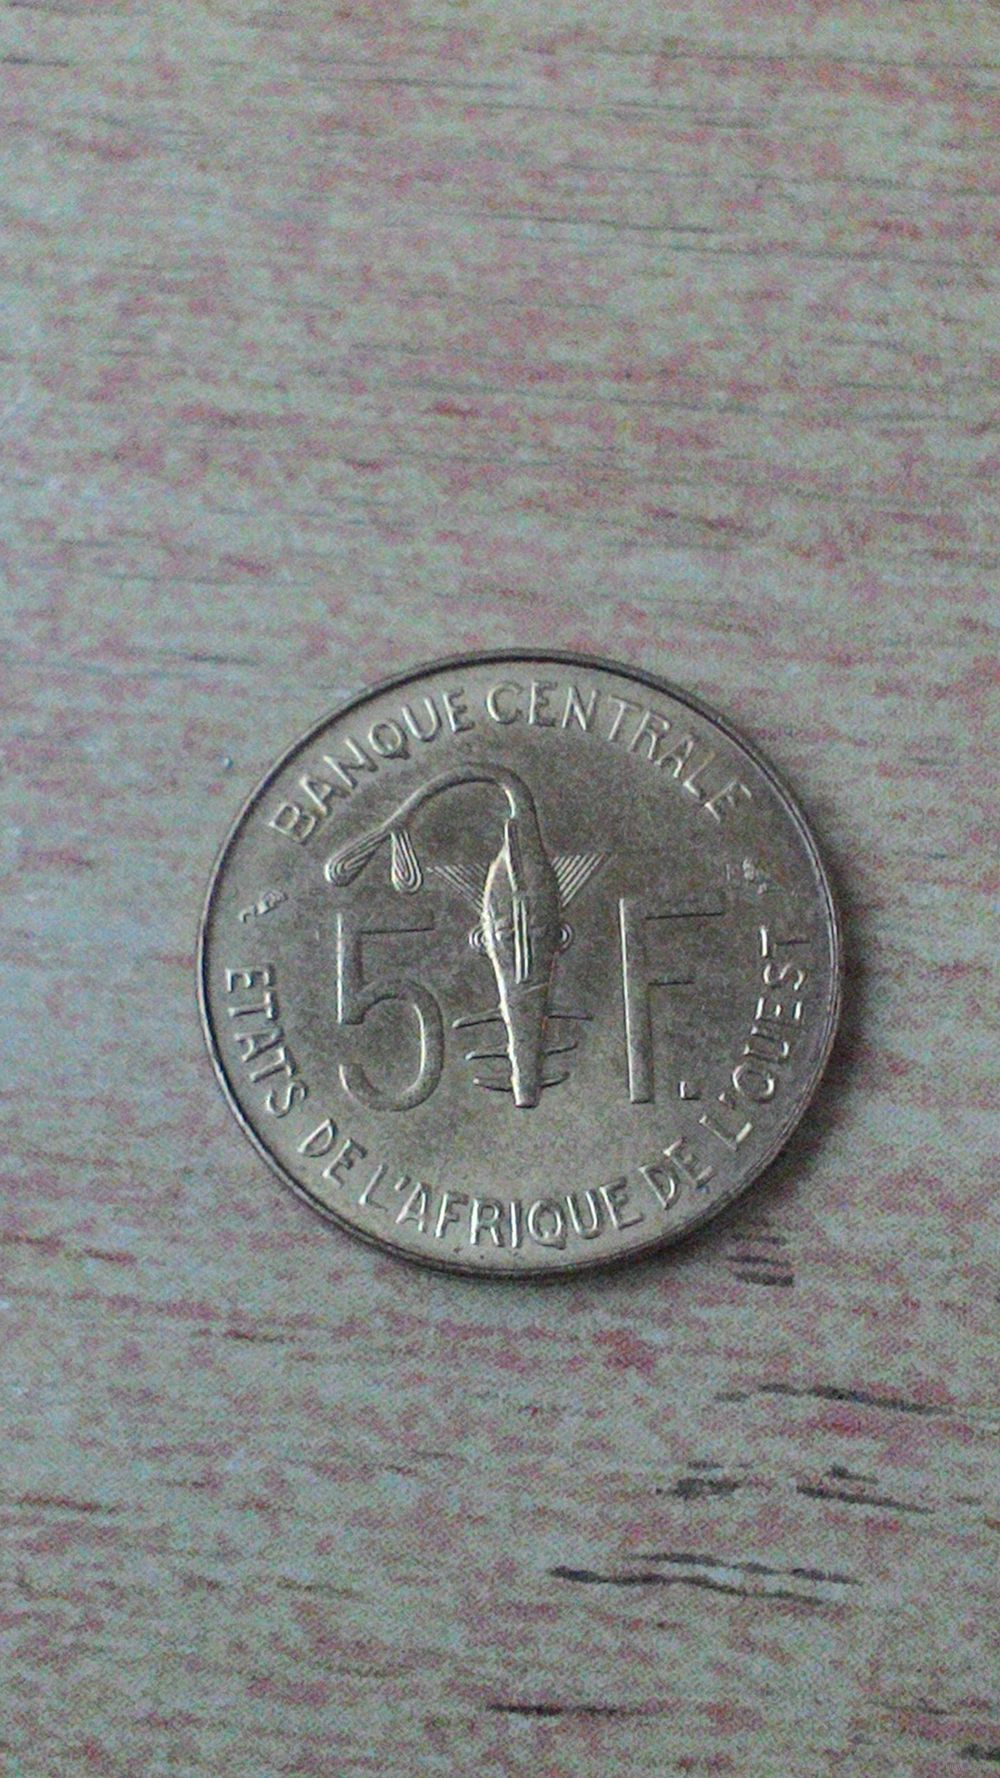 BANQUE CENTRALE
5 F.
ETATS DE L'AFRIQUE DE L'OUEST